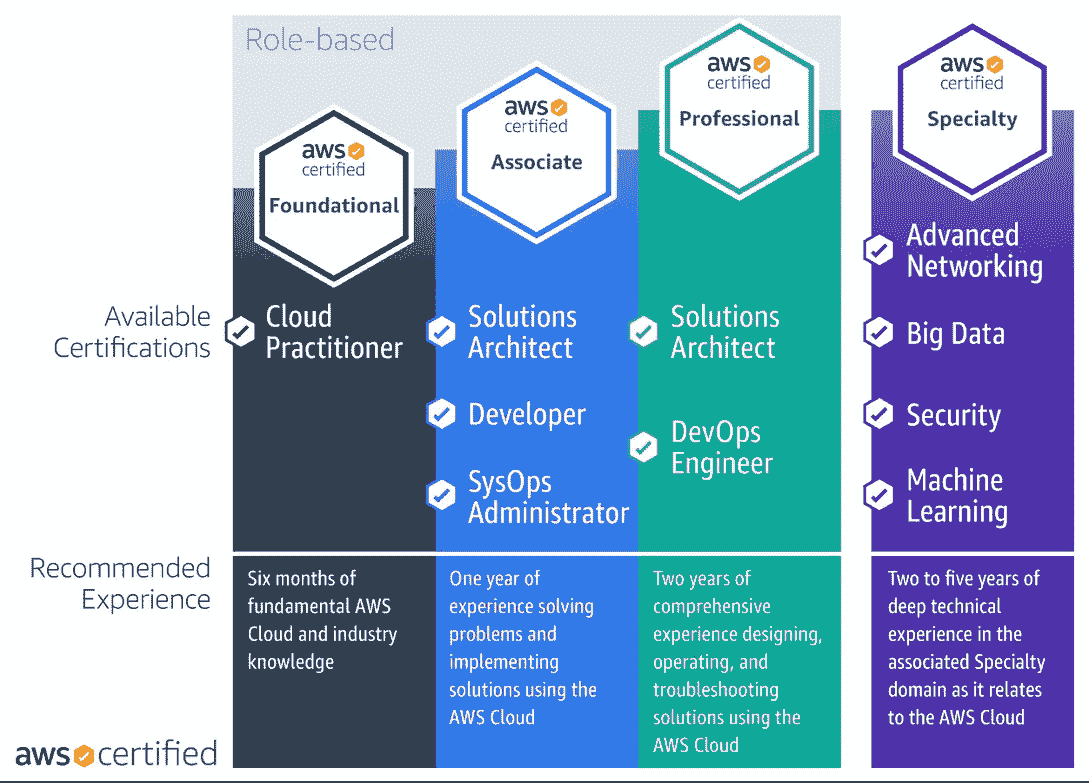 Role-based
aws
certified
Foundational
aws
certified
Associate
aws
certified
Professional
aws
certified
Specialty
Available
Certifications
Cloud
Practitioner
Solutions
Architect
Developer
SysOps
Administrator
Solutions
Architect
DevOps
Engineer
Advanced
Networking
Big Data
Security
Machine
Learning
Recommended
Experience
Six months of
fundamental AWS
Cloud and industry
knowledge
One year of
experience solving
problems and
implementing
solutions using the
AWS Cloud
Two years of
comprehensive
experience designing,
operating, and
troubleshooting
solutions using the
AWS Cloud
Two to five years of
deep technical
experience in the
associated Specialty
domain as it relates
to the AWS Cloud
aws certified